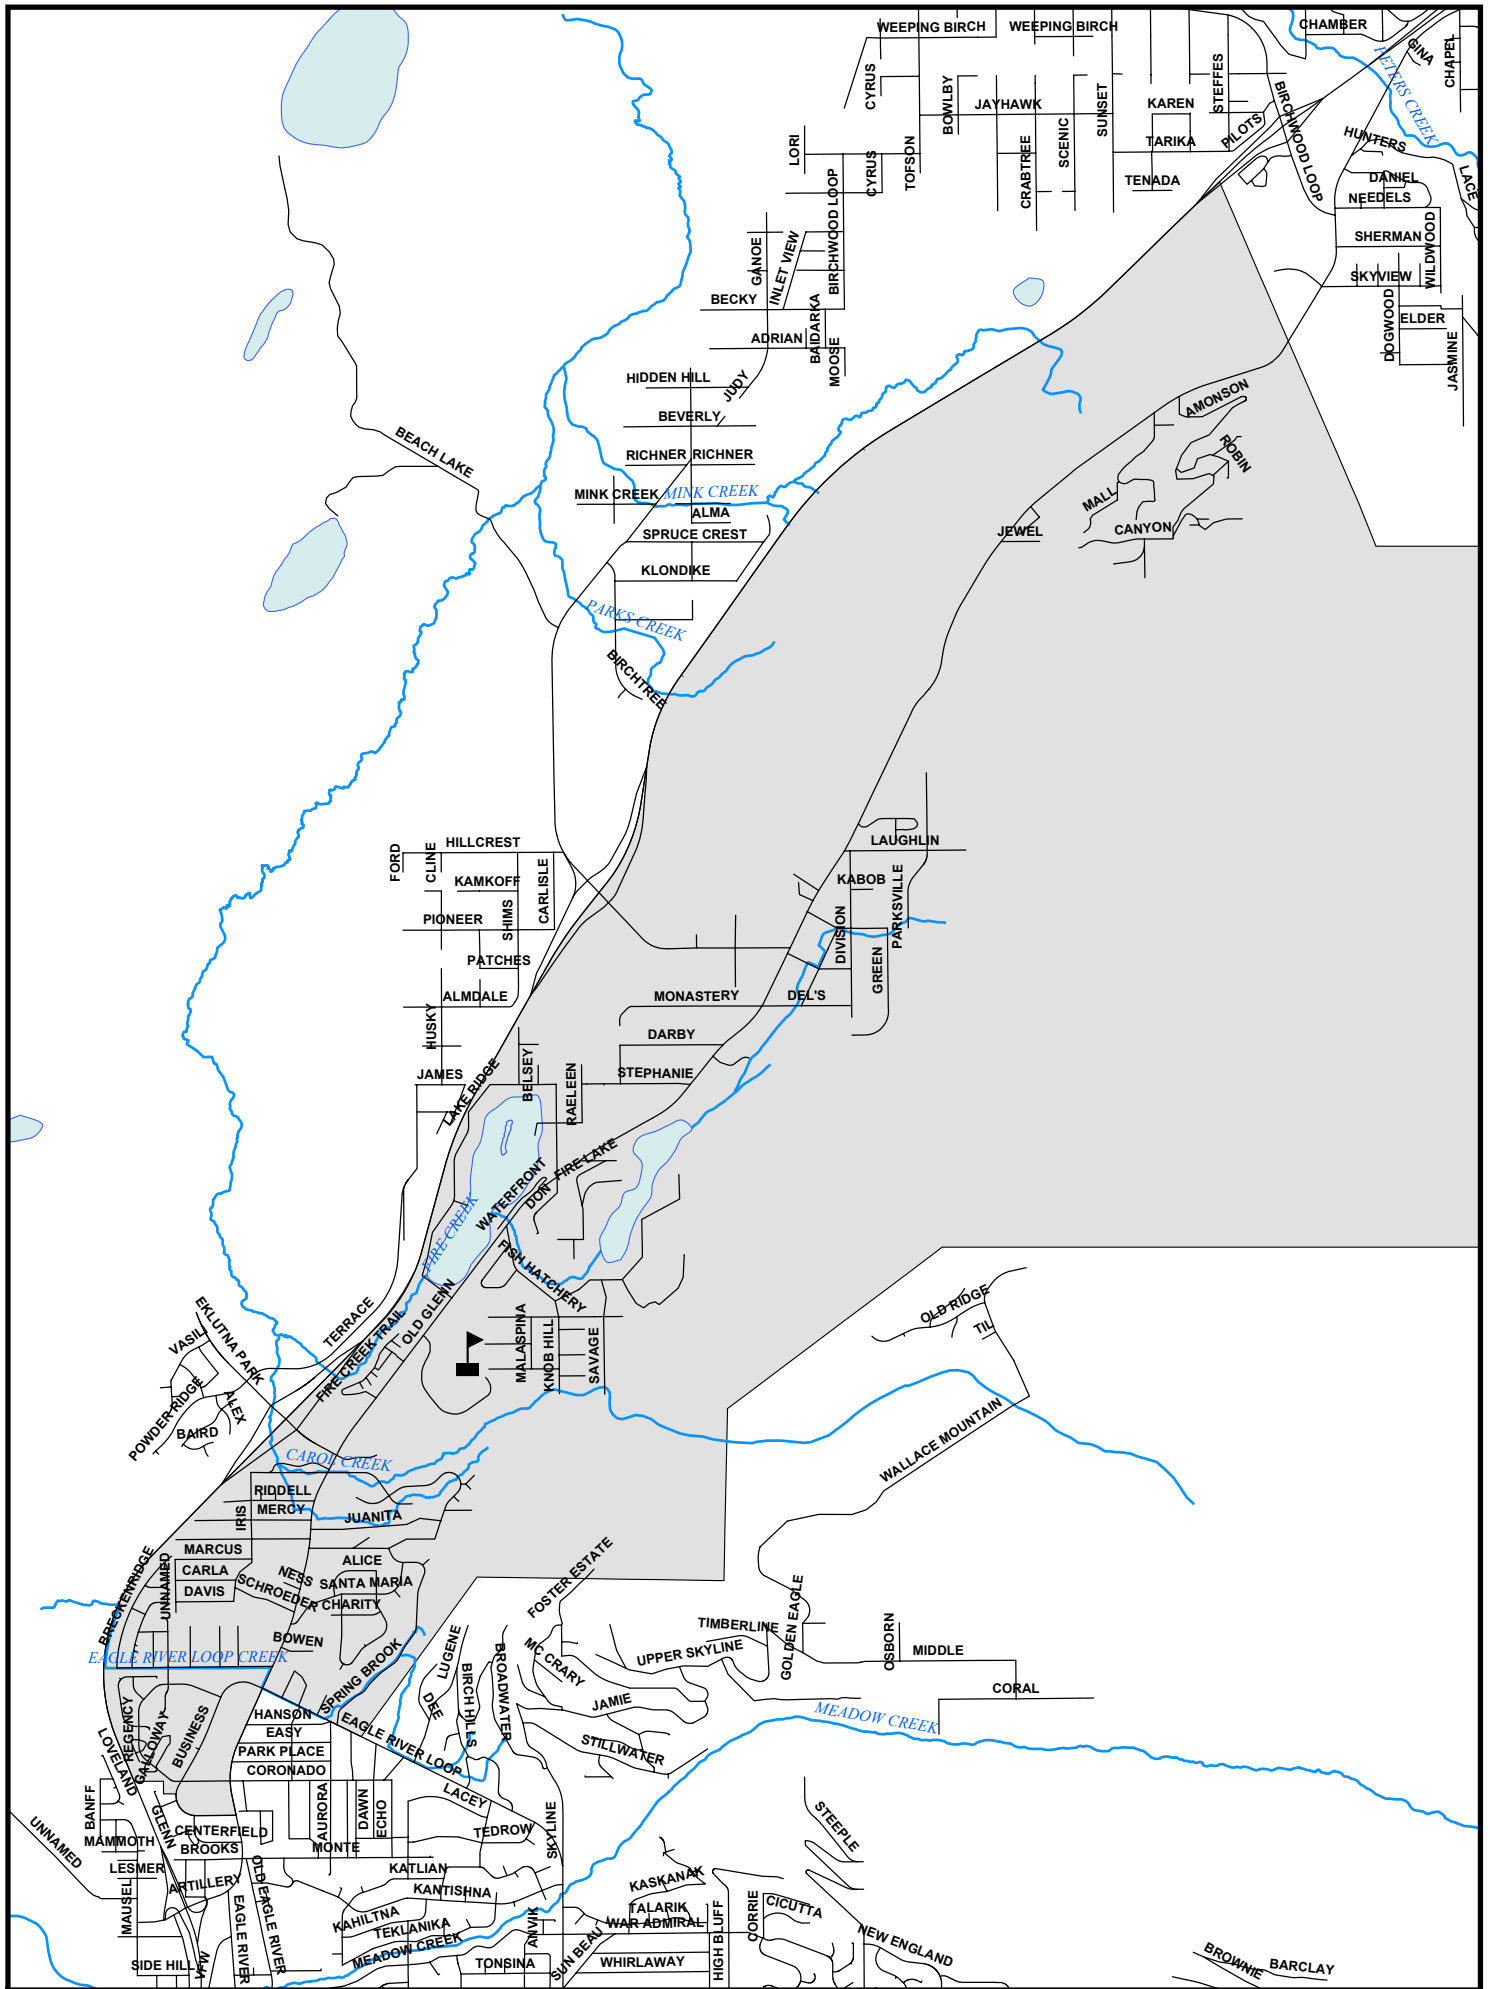 WEEPING BIRCH
WEEPING BIRCH
CHAMBER
GINA
CHAPEL
PETERS CREEK
CYRUS
BOWLBY
JAYHAWK
SUNSET
KAREN
STEFFES
BIRCHWOOD LOOP
PILOTS
TARIKA
HUNTERS
LORI
CYRUS
TOFSON
CRABTREE
SCENIC
TENADA
DANIEL
LACE
NEEDELS
BIRCHWOOD LOOP
SHERMAN
WILDWOOD
GANOE
INLET VIEW
SKYVIEW
BECKY
BAIDARKA
DOGWOOD
ELDER
ADRIAN
MOOSE
JASMINE
HIDDEN HILL
JUDY
AMONSON
BEVERLY
BEACH LAKE
RICHNER
RICHNER
ROBIN
MINK CREEK
MINK CREEK
MALL
ALMA
CANYON
JEWEL
SPRUCE CREST
KLONDIKE
PARKS CREEK
BIRCHTREE
HILLCREST
LAUGHLIN
FORD
CLINE
KAMKOFF
CARLISLE
KABOB
PARKSVILLE
PIONEER
SHIMS
DIVISION
PATCHES
GREEN
ALMDALE
MONASTERY
DEL'S
HUSKY
DARBY
JAMES
LAKE RIDGE
BELSEY
RAELEEN
STEPHANIE
FIRE LAKE
WATERFRONT
DON
FIRE CREEK
FISH HATCHERY
OLD GLENN
EKLUTNA PARK
VASIL
TERRACE
FIRE CREEK TRAIL
MALASPINA
KNOB HILL
SAVAGE
OLD RIDGE
TIL
POWDER RIDGE
ALEX
BAIRD
WALLACE MOUNTAIN
CAROL CREEK
RIDDELL
MERCY
IRIS
JUANITA
MARCUS
BRECKENRIDGE
UNNAMED
CARLA
ALICE
NESS
SANTA MARIA
DAVIS
SCHROEDER
CHARITY
FOSTER ESTATE
GOLDEN EAGLE
BOWEN
EAGLE RIVER LOOP CREEK
SPRING BROOK
LUGENE
BROADWATER
MC CRARY
TIMBERLINE
UPPER SKYLINE
OSBORN
MIDDLE
BIRCH HILLS
DEE
CORAL
JAMIE
MEADOW CREEK
REGENCY
GALLOWAY
BUSINESS
HANSON
EASY
EAGLE RIVER LOOP
PARK PLACE
STILLWATER
LOVELAND
CORONADO
BANFF
LACEY
GLENN
AURORA
DAWN
ECHO
STEEPLE
UNNAMED
CENTERFIELD
TEDROW
SKYLINE
MAMMOTH
BROOKS
MONTE
LESMER
KATLIAN
ARTILLERY
KANTISHNA
KASKANAK
MAUSEL
EAGLE RIVER
OLD EAGLE RIVER
KAHILTNA
TALARIK
CICUTTA
TEKLANIKA
ANVIK
WAR ADMIRAL
HIGH BLUFF
CORRIE
MEADOW CREEK
SUN BEAU
NEW ENGLAND
SIDE HILL
VFW
TONSINA
WHIRLAWAY
BROWNIE
BARCLAY